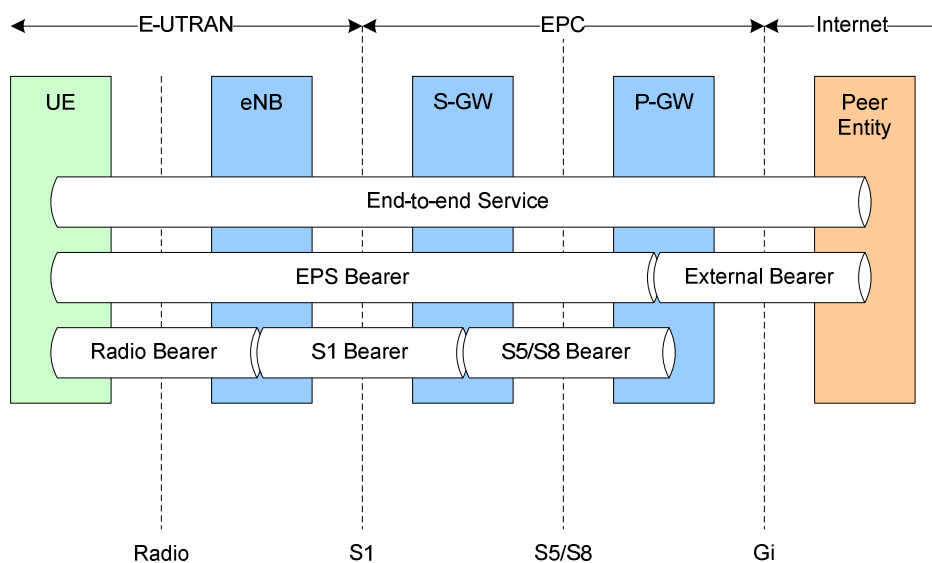 E-UTRAN EPC Internet
UE eNB S-GW P-GW Peer
Entity
End-to-end Service
EPS Bearer External Bearer
Radio Bearer S1 Bearer S5/S8 Bearer
Radio S1 S5/S8 Gi